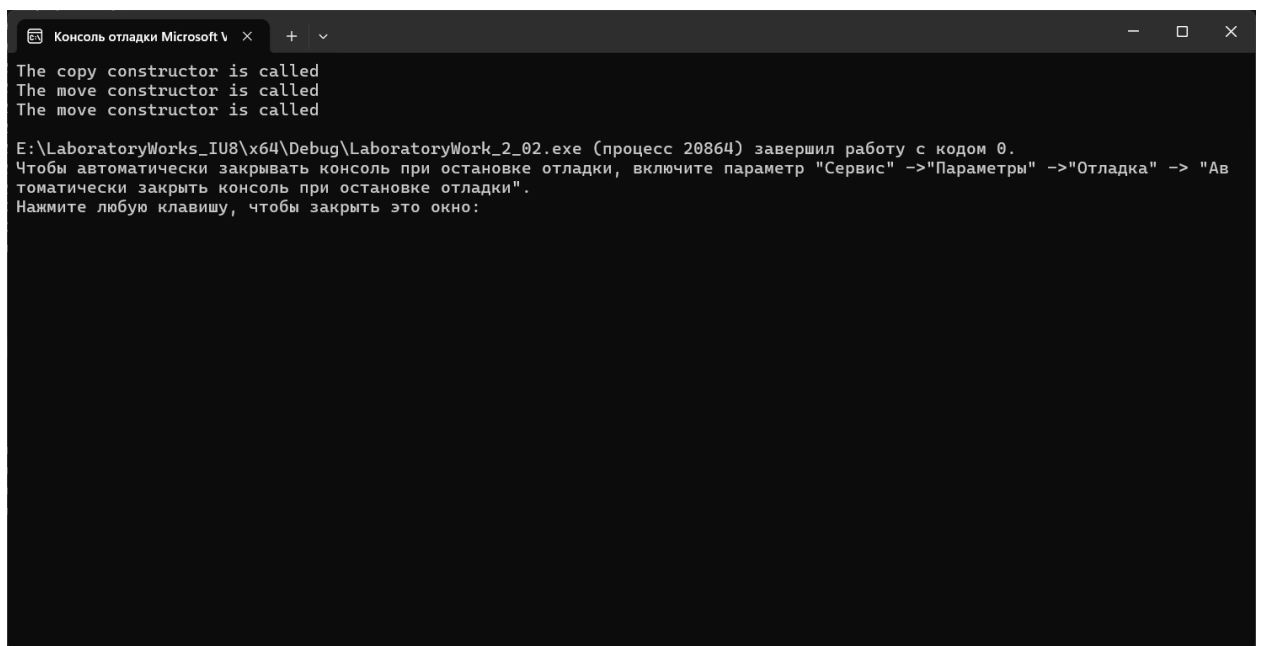 Консоль отладки Microsoft V
The copy constructor is called
The move constructor is called
The move constructor is called
E:\LaboratoryWorks_IU8\x64\Debug\LaboratoryWork_2_02.exe (процесс 20864) завершил работу с кодом 0.
Чтобы автоматически закрывать консоль при остановке отладки, включите параметр "Сервис" ->"Параметры" ->"Отладка" -> "Ав
томатически закрыть консоль при остановке отладки".
Нажмите любую клавишу, чтобы закрыть это окно: